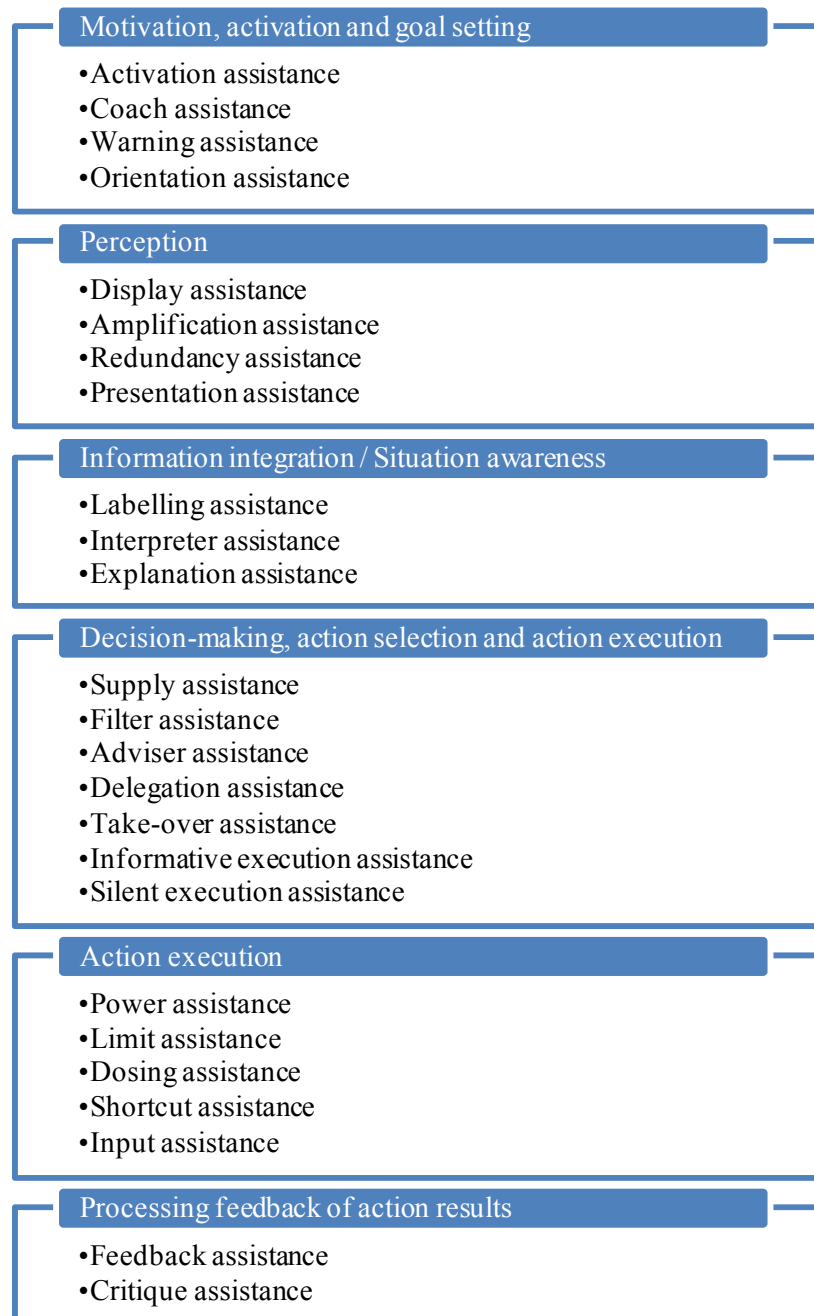 Motivation, activation and goal setting
•Activation assistance
•Coach assistance
•Warning assistance
•Orientation assistance
Perception
•Display assistance
•Amplification assistance
•Redundancy assistance
•Presentation assistance
Information integration / Situation awareness
•Labelling assistance
•Interpreter assistance
•Explanation assistance
Decision-making, action selection and action execution
•Supply assistance
•Filter assistance
•Adviser assistance
•Delegation assistance
•Take-over assistance
•Informative execution assistance
•Silent execution assistance
Action execution
•Power assistance
•Limit assistance
•Dosing assistance
•Shortcut assistance
•Input assistance
Processing feedback of action results
•Feedback assistance
•Critique assistance